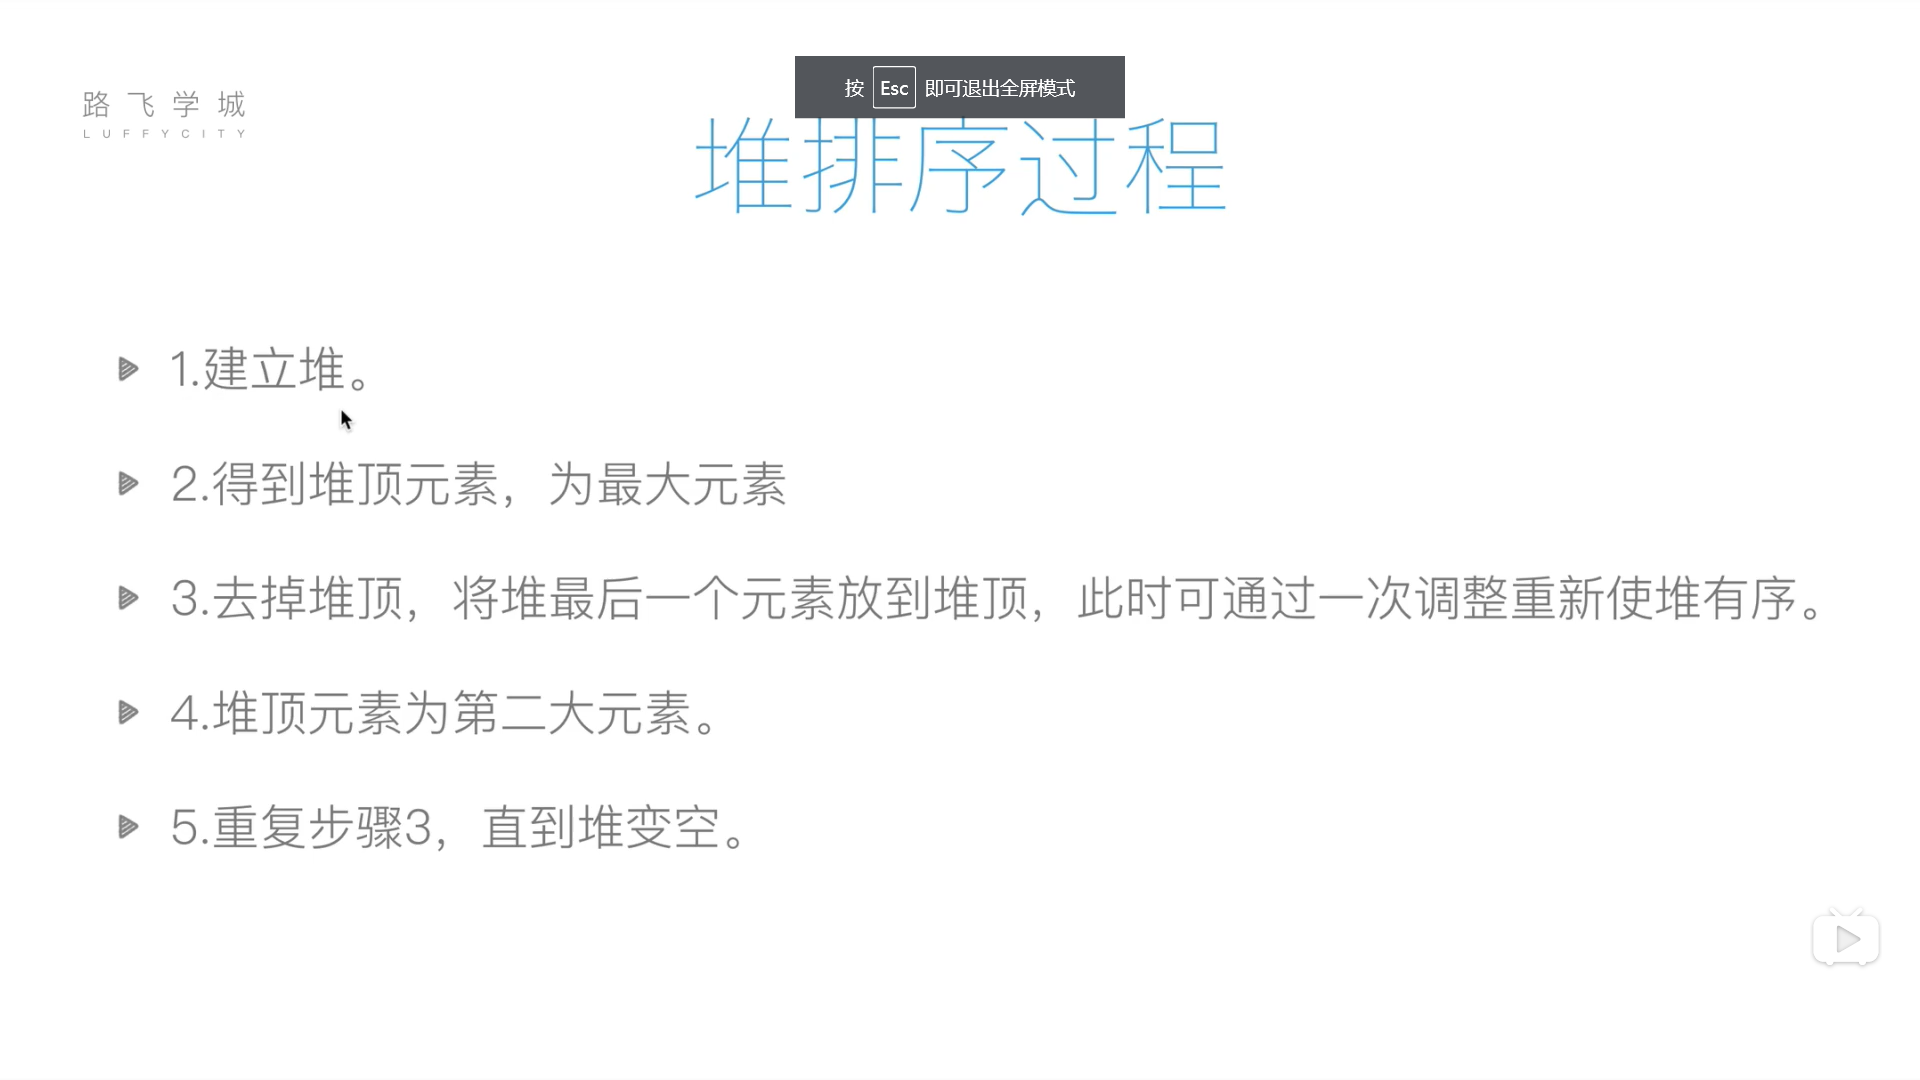 按 Esc 即可退出全屏模式
路飞学城
LUFFYCITY
堆排序过程
1.建立堆。
2.得到堆顶元素，为最大元素
3.去掉堆顶，将堆最后一个元素放到堆顶，此时可通过一次调整重新使堆有序。
4.堆顶元素为第二大元素。
5.重复步骤3，直到堆变空。